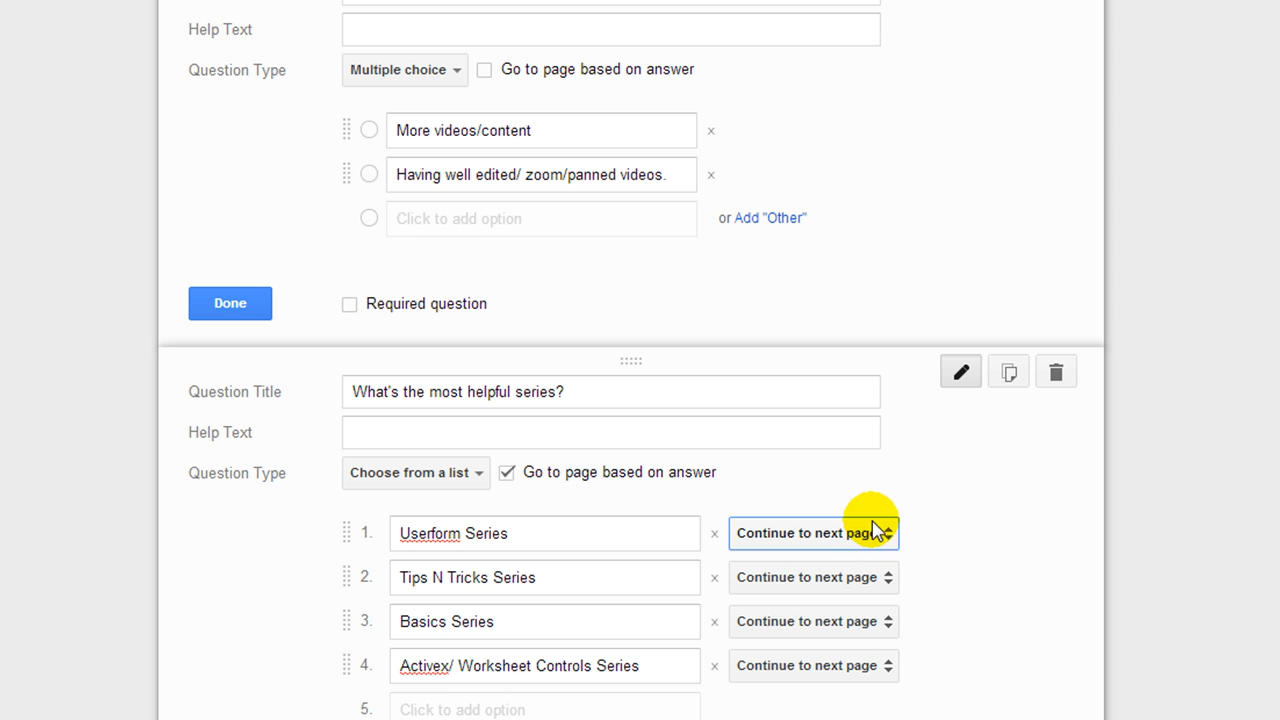 Help Text
Question Type Multiple choice Go to page based on answer
More videos/content x
Having well edited/ zoom/panned videos. x
Click to add option or Add "Other"
Done Required question
Question Title What's the most helpful series?
Help Text
Question Type Choose from a list Go to page based on answer
1. Userform Series x Continue to next page
2. Tips N Tricks Series x Continue to next page
3. Basics Series x Continue to next page
4. Activex/ Worksheet Controls Series x Continue to next page
5. Click to add option